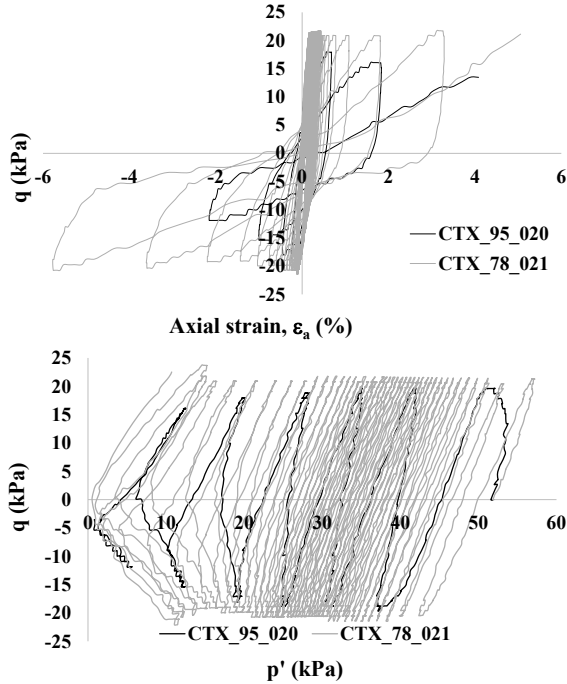 25
20
15
10
5
0
-5
-10
-15
-20
-25
q (kPa)
-6 -4 -2 0 2 4 6
CTX_95_020
CTX_78_021
Axial strain, εa (%)
25
20
15
10
5
0
-5
-10
-15
-20
-25
q (kPa)
0 10 20 30 40 50 60
CTX_95_020 CTX_78_021
p' (kPa)